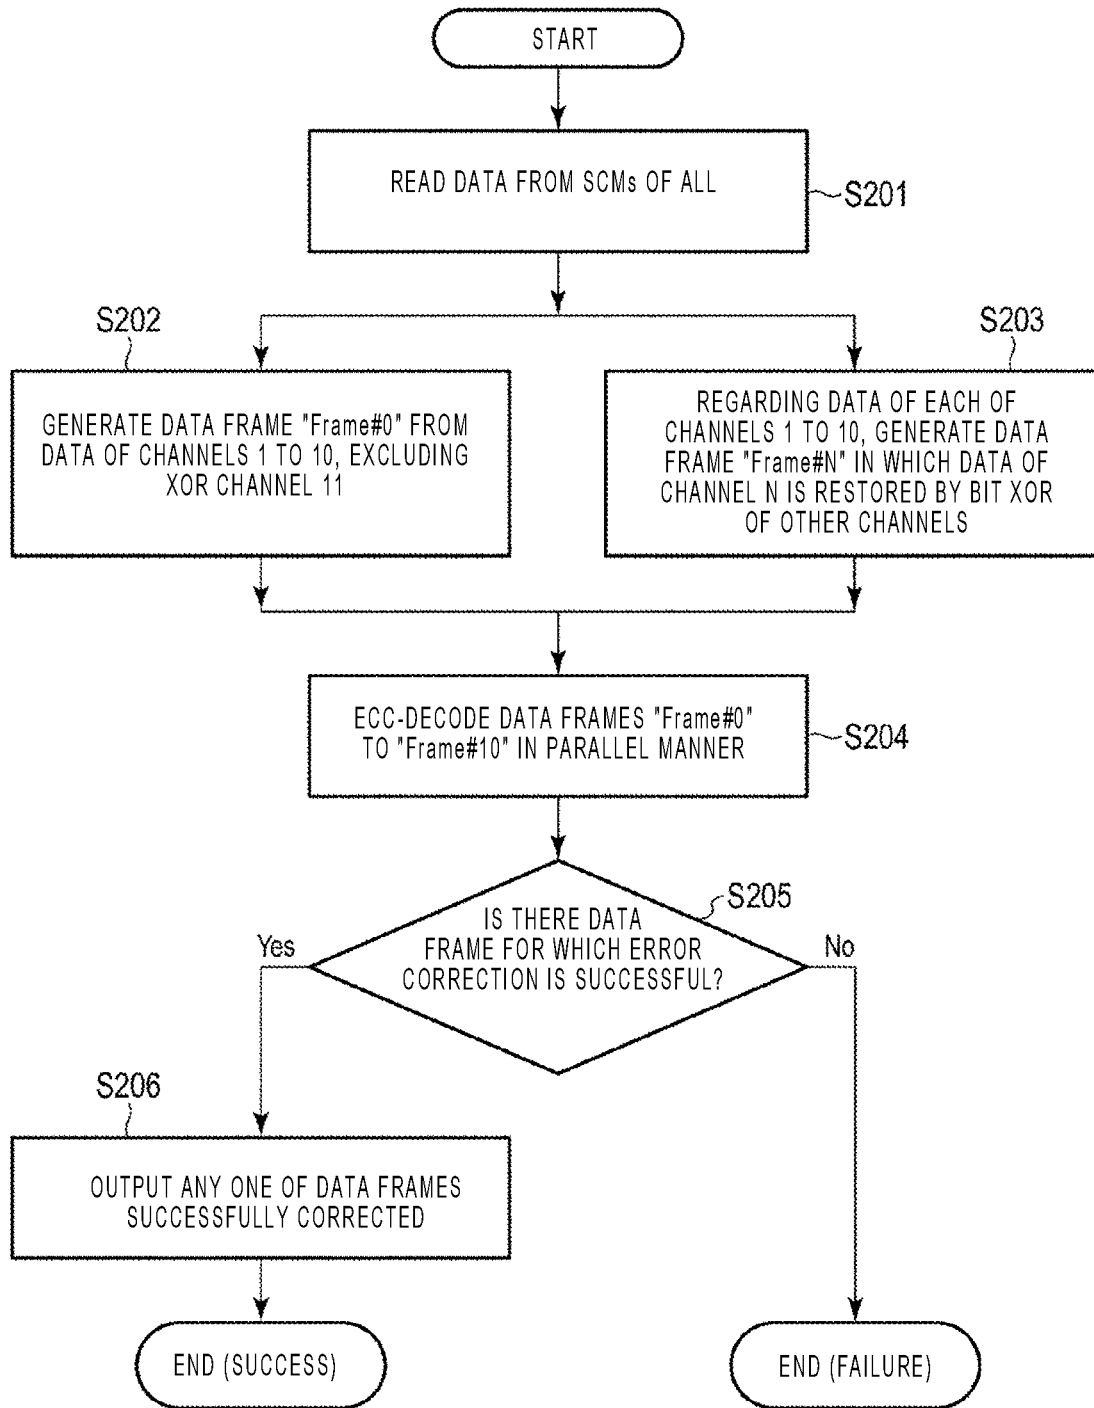 START
READ DATA FROM SCMs OF ALL
S201
S202
S203
GENERATE DATA FRAME "Frame#0" FROM
DATA OF CHANNELS 1 TO 10, EXCLUDING
XOR CHANNEL 11
REGARDING DATA OF EACH OF
CHANNELS 1 TO 10, GENERATE DATA
FRAME "Frame#N" IN WHICH DATA OF
CHANNEL N IS RESTORED BY BIT XOR
OF OTHER CHANNELS
ECC-DECODE DATA FRAMES "Frame#0"
TO "Frame#10" IN PARALLEL MANNER
S204
S205
IS THERE DATA
FRAME FOR WHICH ERROR
CORRECTION IS SUCCESSFUL?
Yes
No
S206
OUTPUT ANY ONE OF DATA FRAMES
SUCCESSFULLY CORRECTED
END (SUCCESS)
END (FAILURE)